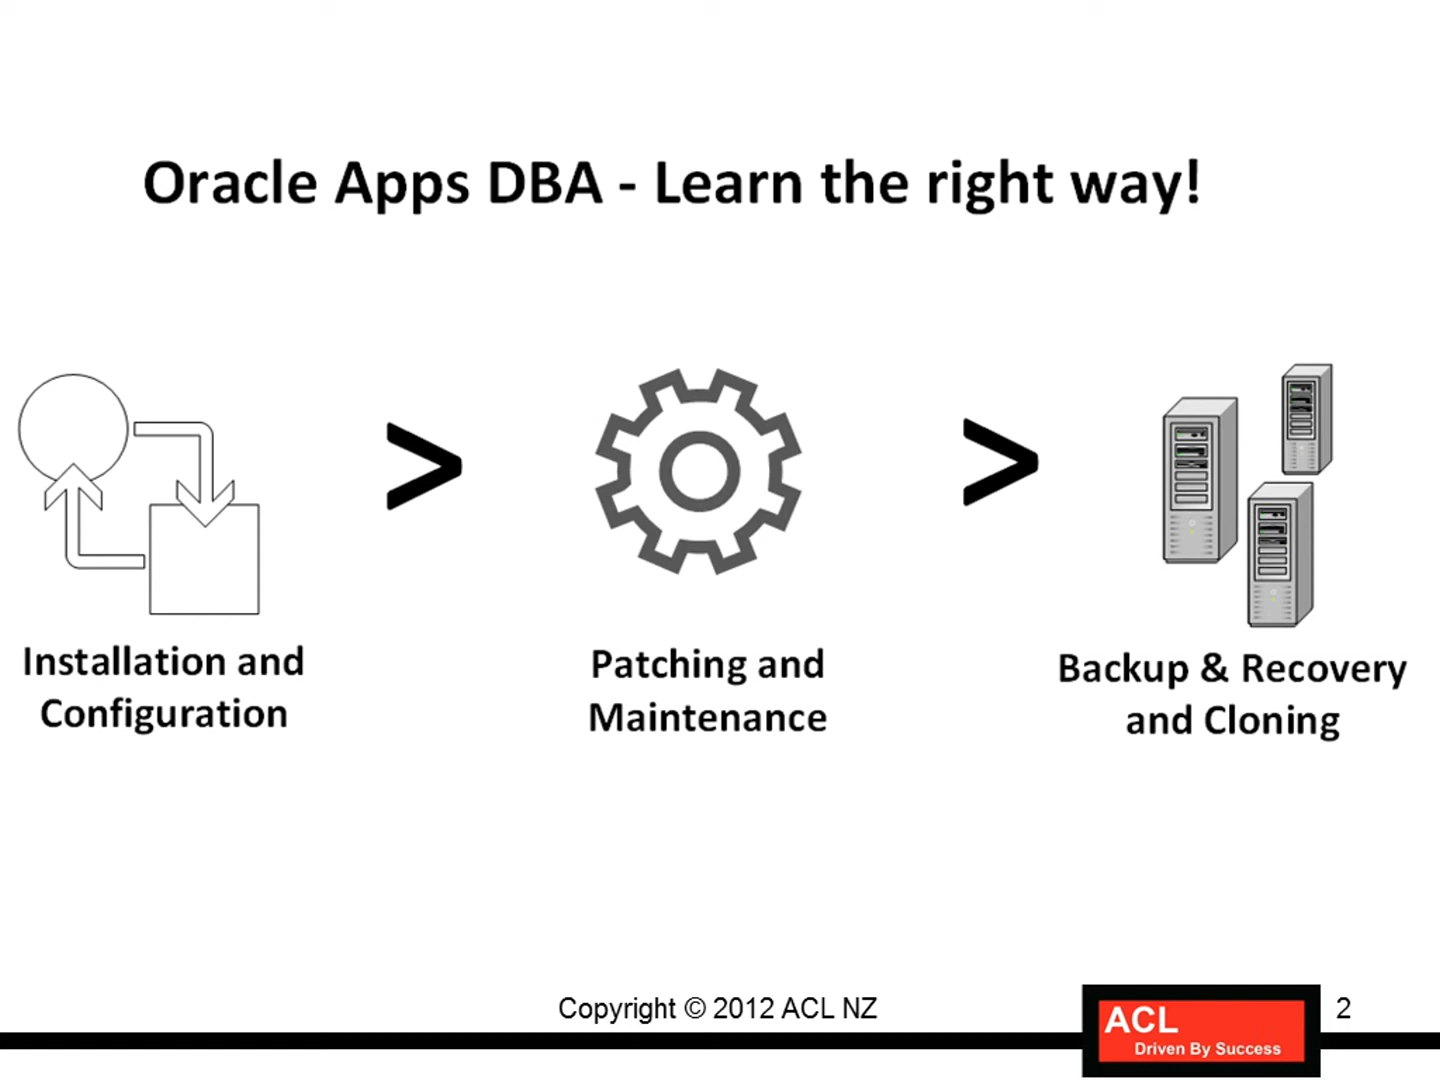 Oracle Apps DBA - Learn the right way!
>
>
Installation and
Configuration
Patching and
Maintenance
Backup & Recovery
and Cloning
Copyright © 2012 ACL NZ
ACL
Driven By Success
2